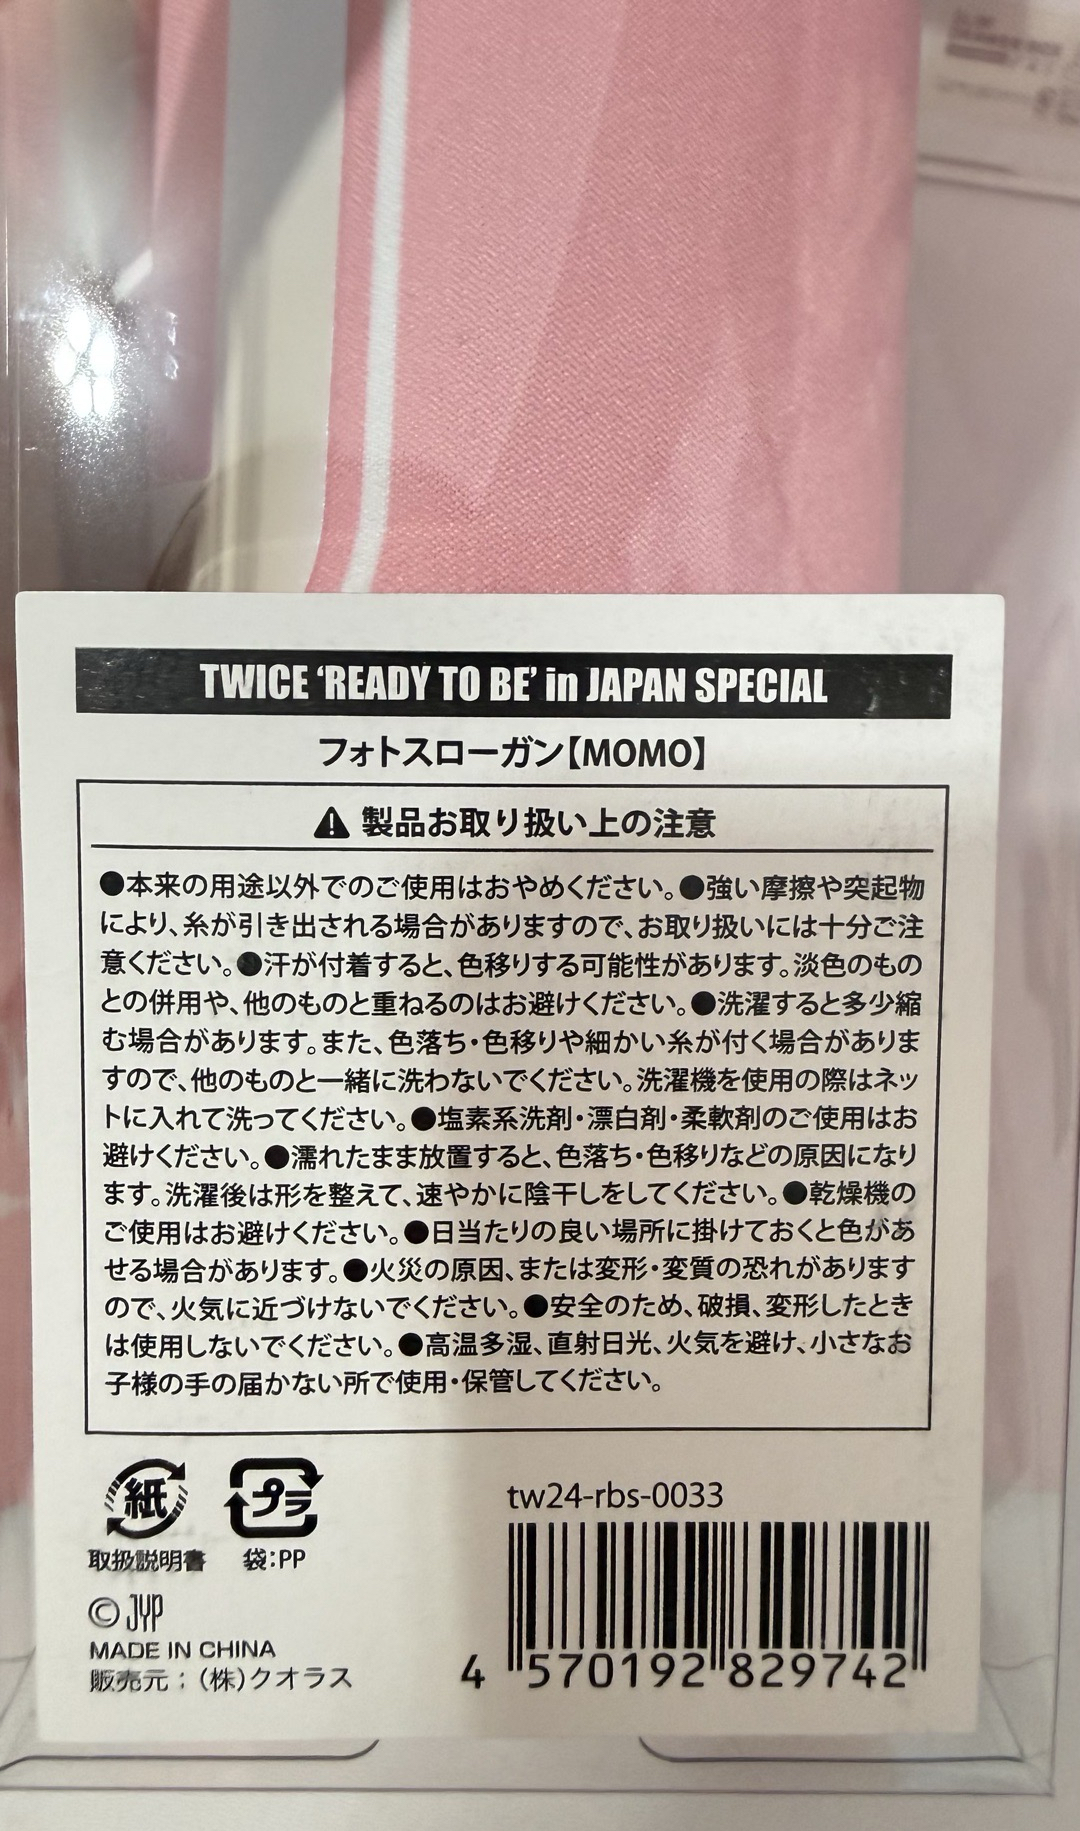 TWICE 'READY TO BE' in JAPAN SPECIAL
フォトスローガン【MOMO】
製品お取り扱い上の注意
●本来の用途以外でのご使用はおやめください。●強い摩擦や突起物
により、糸が引き出される場合がありますので、お取り扱いには十分ご注
意ください。●汗が付着すると、色移りする可能性があります。淡色のもの
との併用や、他のものと重ねるのはお避けください。●洗濯すると多少縮
む場合があります。また、色落ち・色移りや細かい糸が付く場合がありま
すので、他のものと一緒に洗わないでください。洗濯機を使用の際はネッ
トに入れて洗ってください。●塩素系洗剤・漂白剤・柔軟剤のご使用はお
避けください。●濡れたまま放置すると、色落ち・色移りなどの原因になり
ます。洗濯後は形を整えて、速やかに陰干しをしてください。●乾燥機の
ご使用はお避けください。●日当たりの良い場所に掛けておくと色があ
せる場合があります。●火災の原因、または変形・変質の恐れがあります
ので、火気に近づけないでください。●安全のため、破損、変形したとき
は使用しないでください。●高温多湿、直射日光、火気を避け、小さなお
子様の手の届かない所で使用・保管してください。
紙
プラ
取扱説明書 袋:PP
tw24-rbs-0033
© JYP
MADE IN CHINA
販売元：(株)クオラス
4 570192 829742